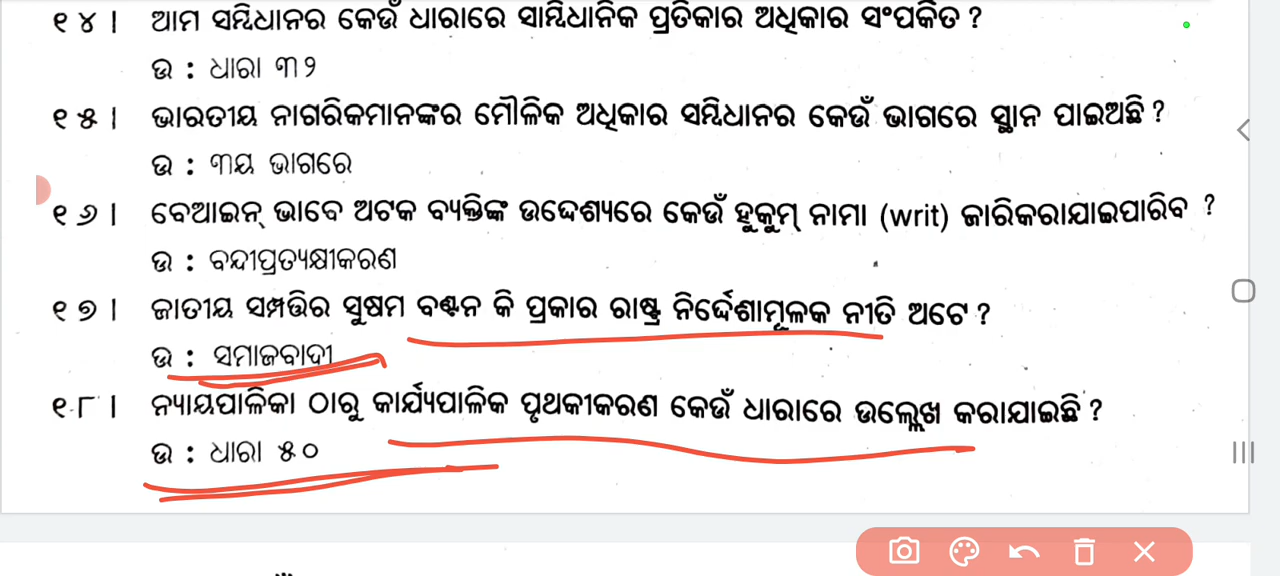 ୧୪। ଆମ ସମ୍ବିଧାନର କେଉଁ ଧାରାରେ ସାମ୍ବିଧାନିକ ପ୍ରତିକାର ଅଧିକାର ସଂପର୍କିତ ?
ଉ : ଧାରା ୩୨
୧୫। ଭାରତୀୟ ନାଗରିକମାନଙ୍କର ମୌଳିକ ଅଧିକାର ସମ୍ବିଧାନର କେଉଁ ଭାଗରେ ସ୍ଥାନ ପାଇଅଛି ?
ଉ : ୩ୟ ଭାଗରେ
୧୬। ବେଆଇନ୍ ଭାବେ ଅଟକ ବ୍ୟକ୍ତିଙ୍କ ଉଦ୍ଦେଶ୍ୟରେ କେଉଁ ହୁକୁମ୍ ନାମା (writ) ଜାରିକରାଯାଇପାରିବ ?
ଉ : ବନ୍ଦୀପ୍ରତ୍ୟକ୍ଷୀକରଣ
୧୭। ଜାତୀୟ ସମ୍ପତ୍ତିର ସୁଷମ ବଣ୍ଟନ କି ପ୍ରକାର ରାଷ୍ଟ୍ର ନିର୍ଦ୍ଦେଶାମୂଳକ ନୀତି ଅଟେ ?
ଉ : ସମାଜବାଦୀ
୧୮। ନ୍ୟାୟପାଳିକା ଠାରୁ କାର୍ଯ୍ୟପାଳିକ ପୃଥକୀକରଣ କେଉଁ ଧାରାରେ ଉଲ୍ଲେଖ କରାଯାଇଛି ?
ଉ : ଧାରା ୫୦